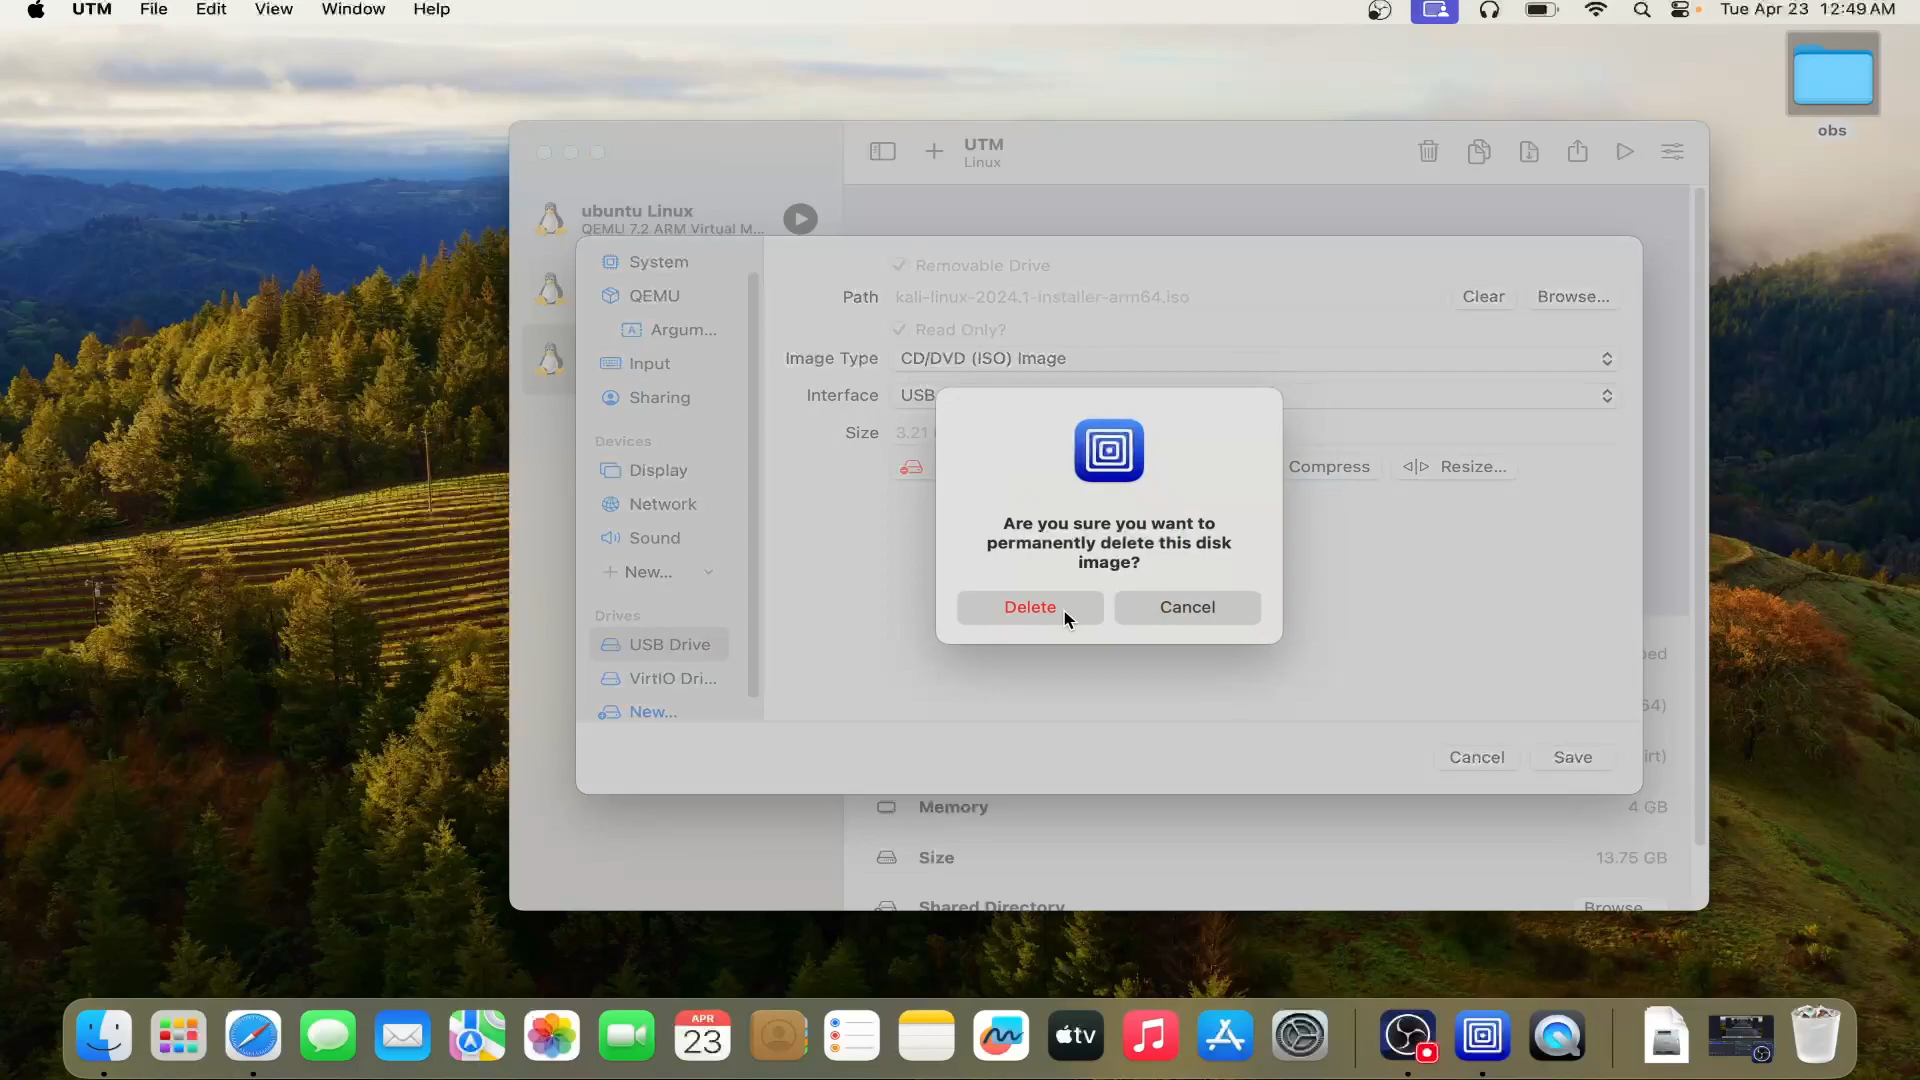 UTM File Edit View Window Help
Tue Apr 23 12:49 AM
obs
UTM
Linux
ubuntu Linux
QEMU 7.2 ARM Virtual M...
System
QEMU
Argum...
Input
Sharing
Devices
Display
Network
Sound
New...
Drives
USB Drive
VirtIO Dri...
New...
Removable Drive
Path kali-linux-2024.1-installer-arm64.iso Clear Browse...
Read Only?
Image Type CD/DVD (ISO) Image
Interface USB
Size 3.21
Compress Resize...
Are you sure you want to
permanently delete this disk
image?
Delete Cancel
Cancel Save
Memory 4 GB
Size 13.75 GB
Shared Directory Browse
APR
23
tv